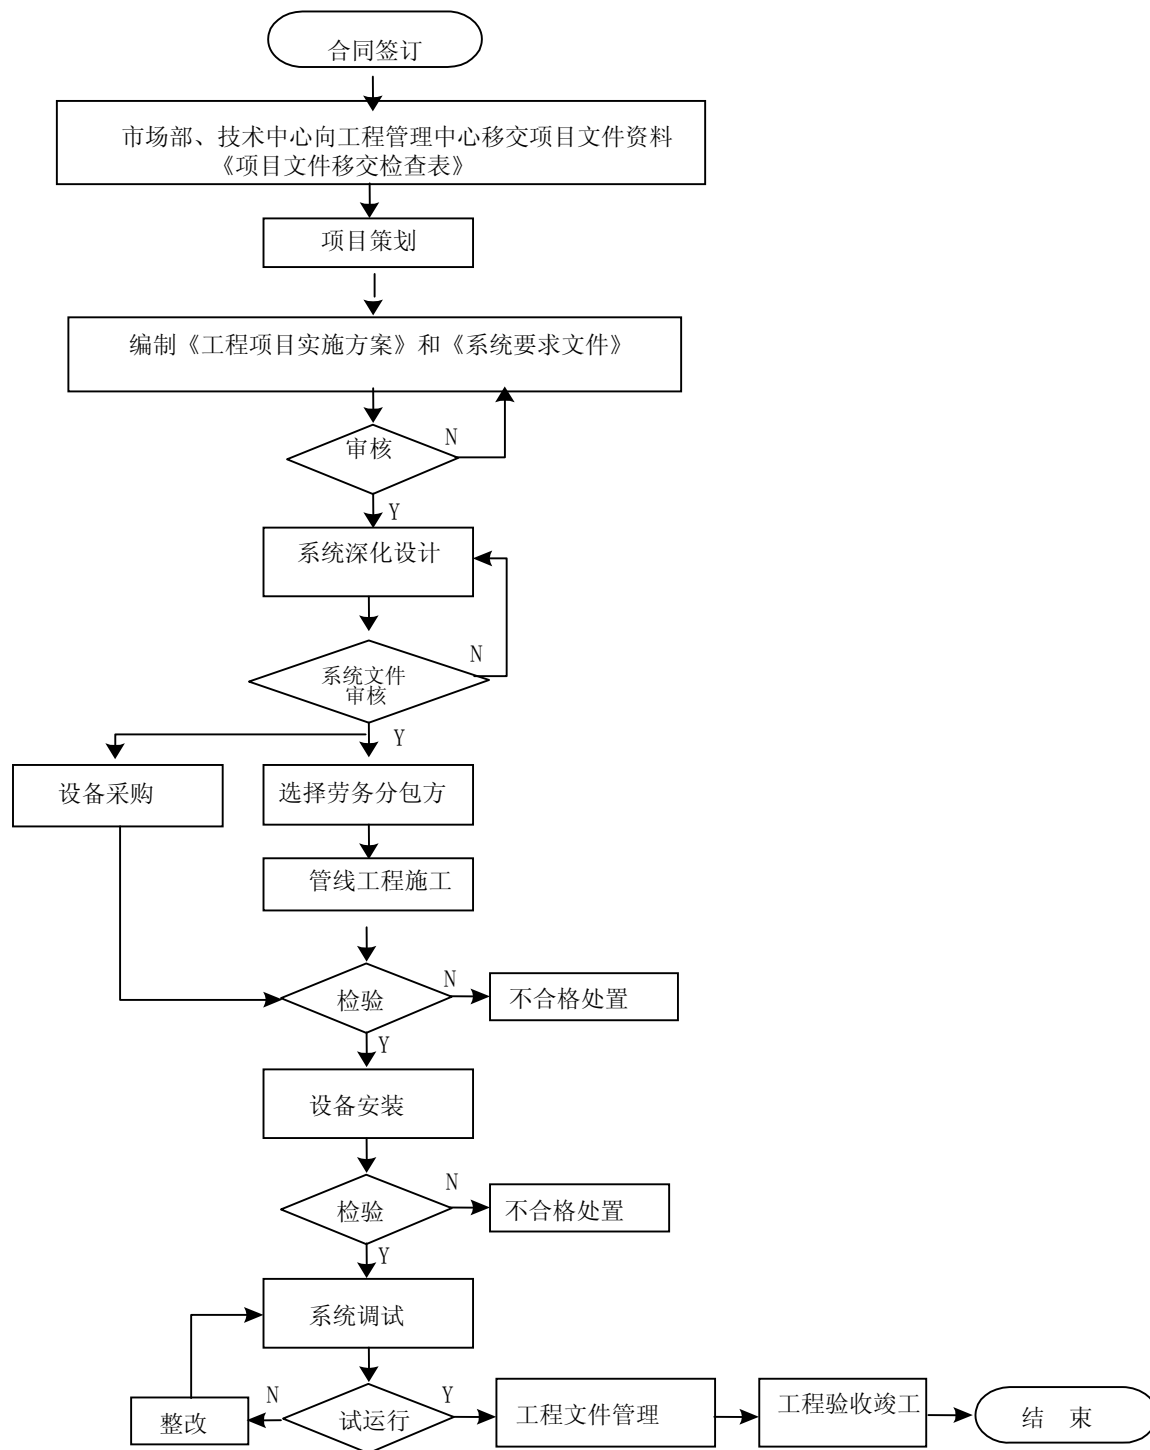 合同签订
市场部、技术中心向工程管理中心移交项目文件资料
《项目文件移交检查表》
项目策划
编制《工程项目实施方案》和《系统要求文件》
审核
N
Y
系统深化设计
N
系统文件
审核
Y
设备采购
选择劳务分包方
管线工程施工
检验
N
不合格处置
Y
设备安装
检验
N
不合格处置
Y
系统调试
N
Y
整改
试运行
工程文件管理
工程验收竣工
结 束